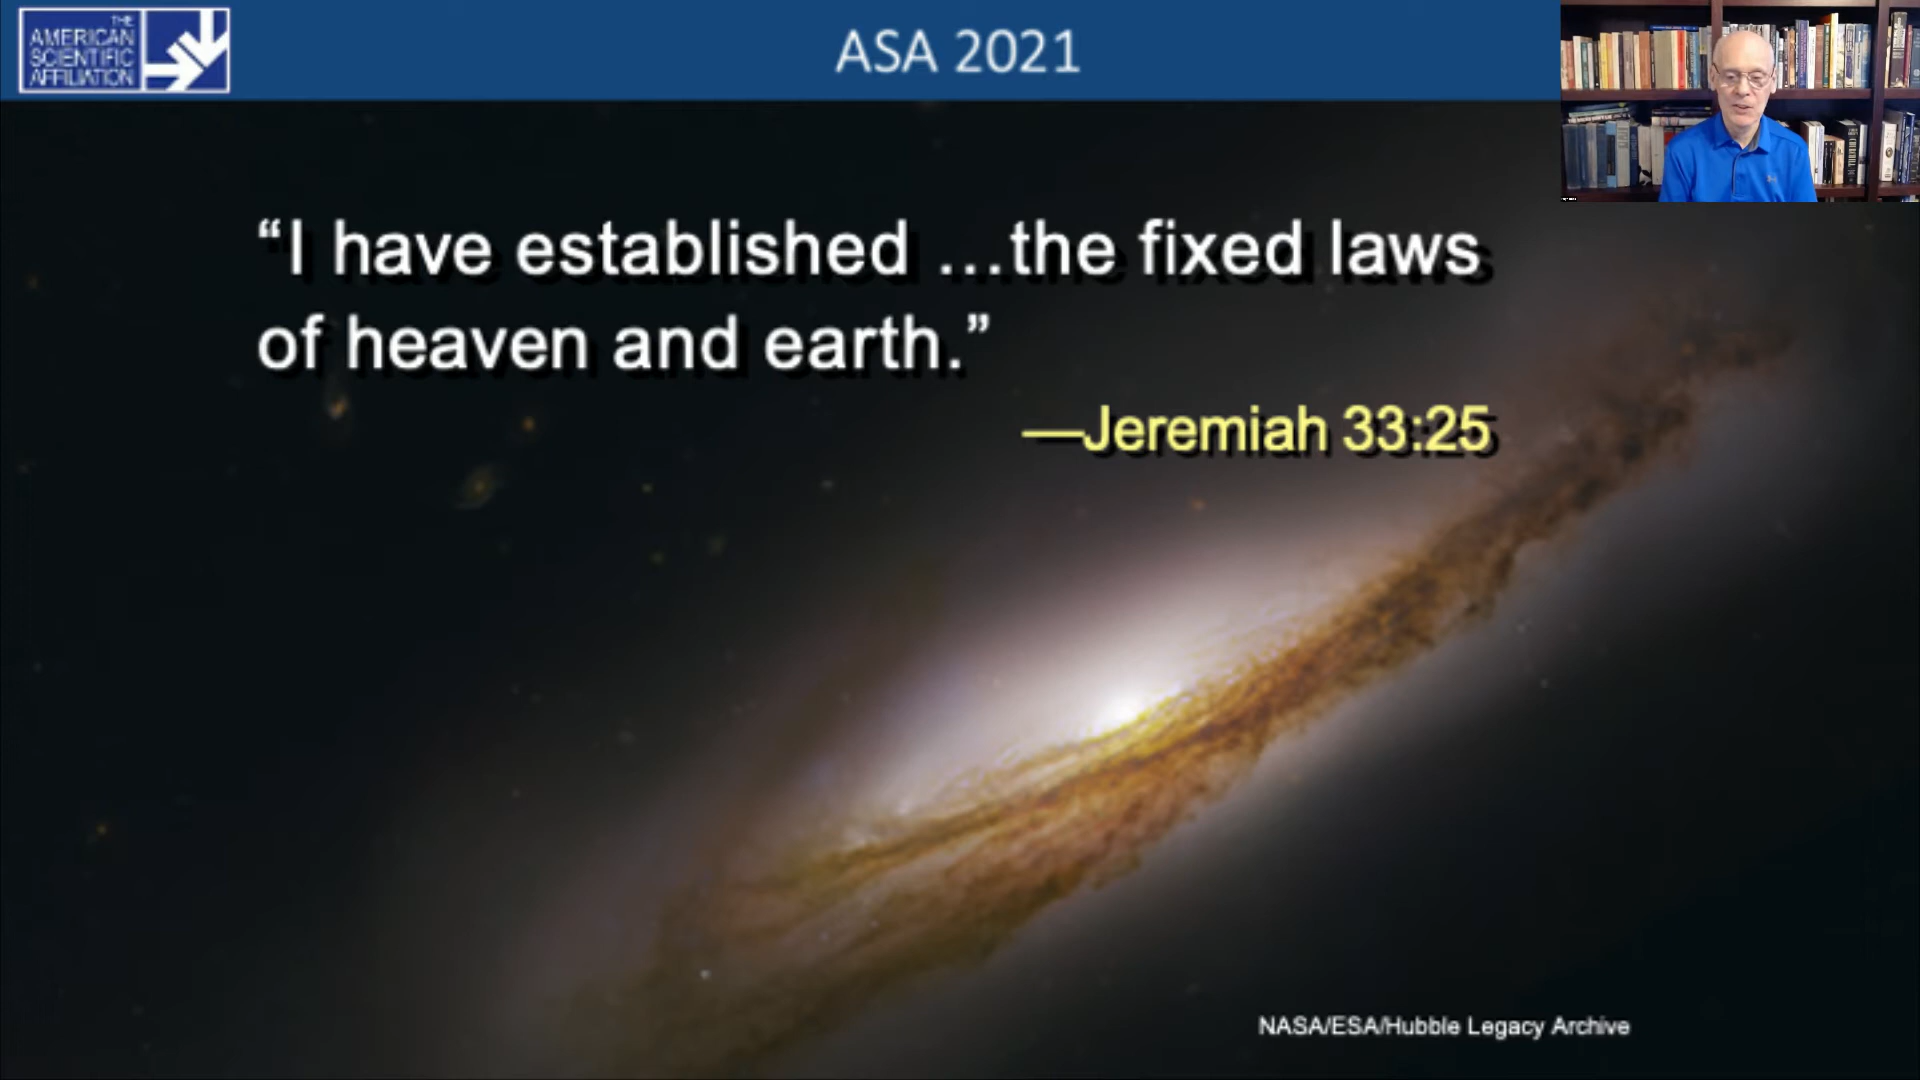 THE
AMERICAN
SCIENTIFIC
AFFILIATION
ASA 2021
“I have established ...the fixed laws
of heaven and earth.”
—Jeremiah 33:25
NASA/ESA/Hubble Legacy Archive